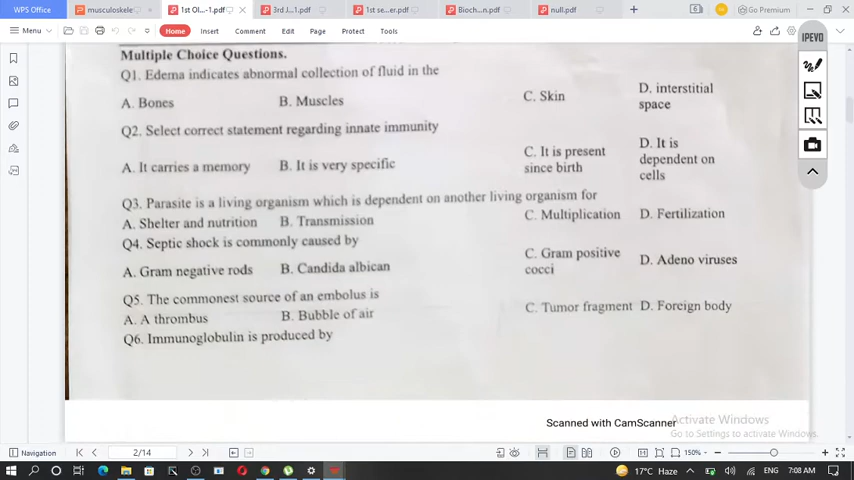 WPS Office musculoskele 1st Ol...-1.pdf 3rd J...1.pdf 1st se...er.pdf Bioch...n.pdf null.pdf 6 Go Premium
Menu Home Insert Comment Edit Page Protect Tools
IPEVO
Multiple Choice Questions.
Q1. Edema indicates abnormal collection of fluid in the
A. Bones B. Muscles C. Skin D. interstitial space
Q2. Select correct statement regarding innate immunity
A. It carries a memory B. It is very specific C. It is present since birth D. It is dependent on cells
Q3. Parasite is a living organism which is dependent on another living organism for
A. Shelter and nutrition B. Transmission C. Multiplication D. Fertilization
Q4. Septic shock is commonly caused by
A. Gram negative rods B. Candida albican C. Gram positive cocci D. Adeno viruses
Q5. The commonest source of an embolus is
A. A thrombus B. Bubble of air C. Tumor fragment D. Foreign body
Q6. Immunoglobulin is produced by
Scanned with CamScanner
Activate Windows
Go to Settings to activate Windows.
Navigation 2/14 150%
17°C Haze ENG 7:08 AM